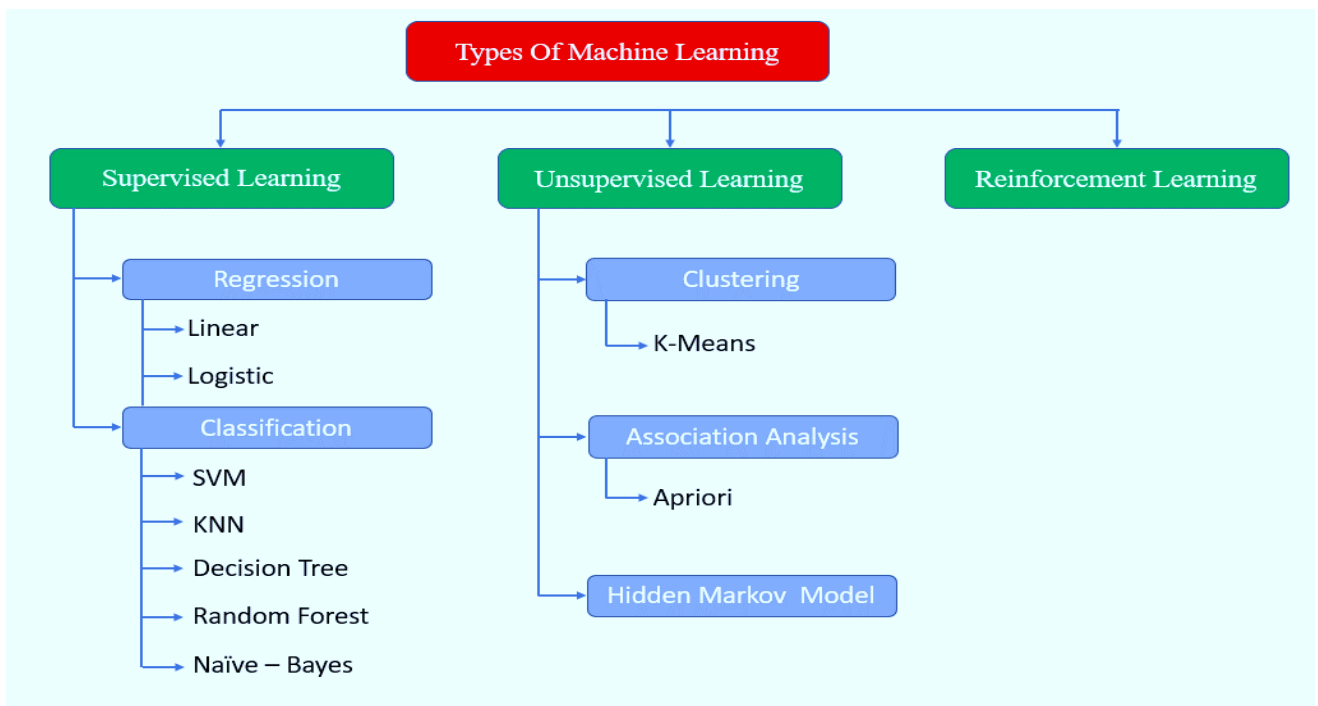 Types Of Machine Learning
Supervised Learning
Unsupervised Learning
Reinforcement Learning
Regression
Linear
Logistic
Classification
SVM
KNN
Decision Tree
Random Forest
Naïve – Bayes
Clustering
K-Means
Association Analysis
Apriori
Hidden Markov  Model